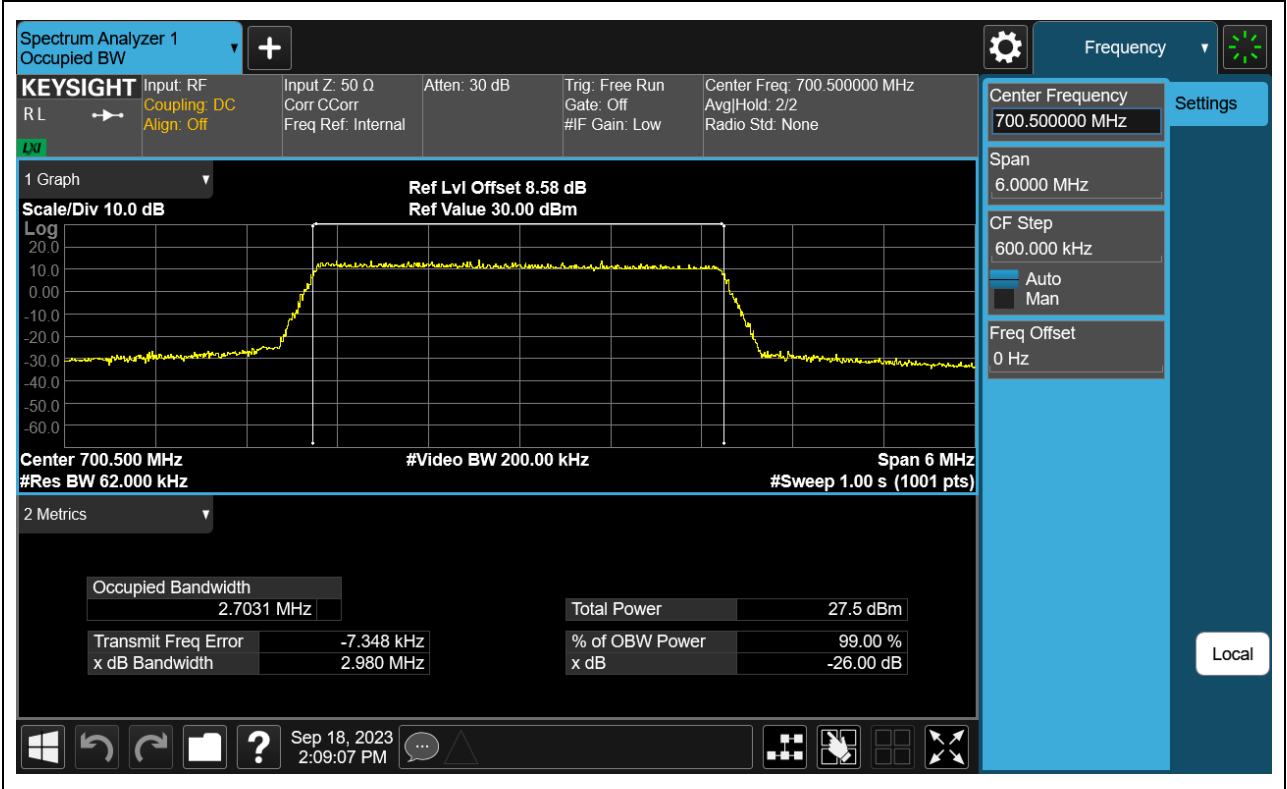 Spectrum Analyzer 1
Occupied BW
Frequency
KEYSIGHT
R L
LXI
Input: RF
Coupling: DC
Align: Off
Input Z: 50 Ω
Corr CCorr
Freq Ref: Internal
Atten: 30 dB
Trig: Free Run
Gate: Off
#IF Gain: Low
Center Freq: 700.500000 MHz
Avg|Hold: 2/2
Radio Std: None
Center Frequency
700.500000 MHz
Settings
Span
6.0000 MHz
CF Step
600.000 kHz
Auto
Man
Freq Offset
0 Hz
Local
1 Graph
Scale/Div 10.0 dB
Ref Lvl Offset 8.58 dB
Ref Value 30.00 dBm
Log
20.0
10.0
0.00
-10.0
-20.0
-30.0
-40.0
-50.0
-60.0
Center 700.500 MHz
#Video BW 200.00 kHz
Span 6 MHz
#Res BW 62.000 kHz
#Sweep 1.00 s (1001 pts)
2 Metrics
Occupied Bandwidth
2.7031 MHz
Total Power 27.5 dBm
Transmit Freq Error -7.348 kHz
% of OBW Power 99.00 %
x dB Bandwidth 2.980 MHz
x dB -26.00 dB
?
Sep 18, 2023
2:09:07 PM